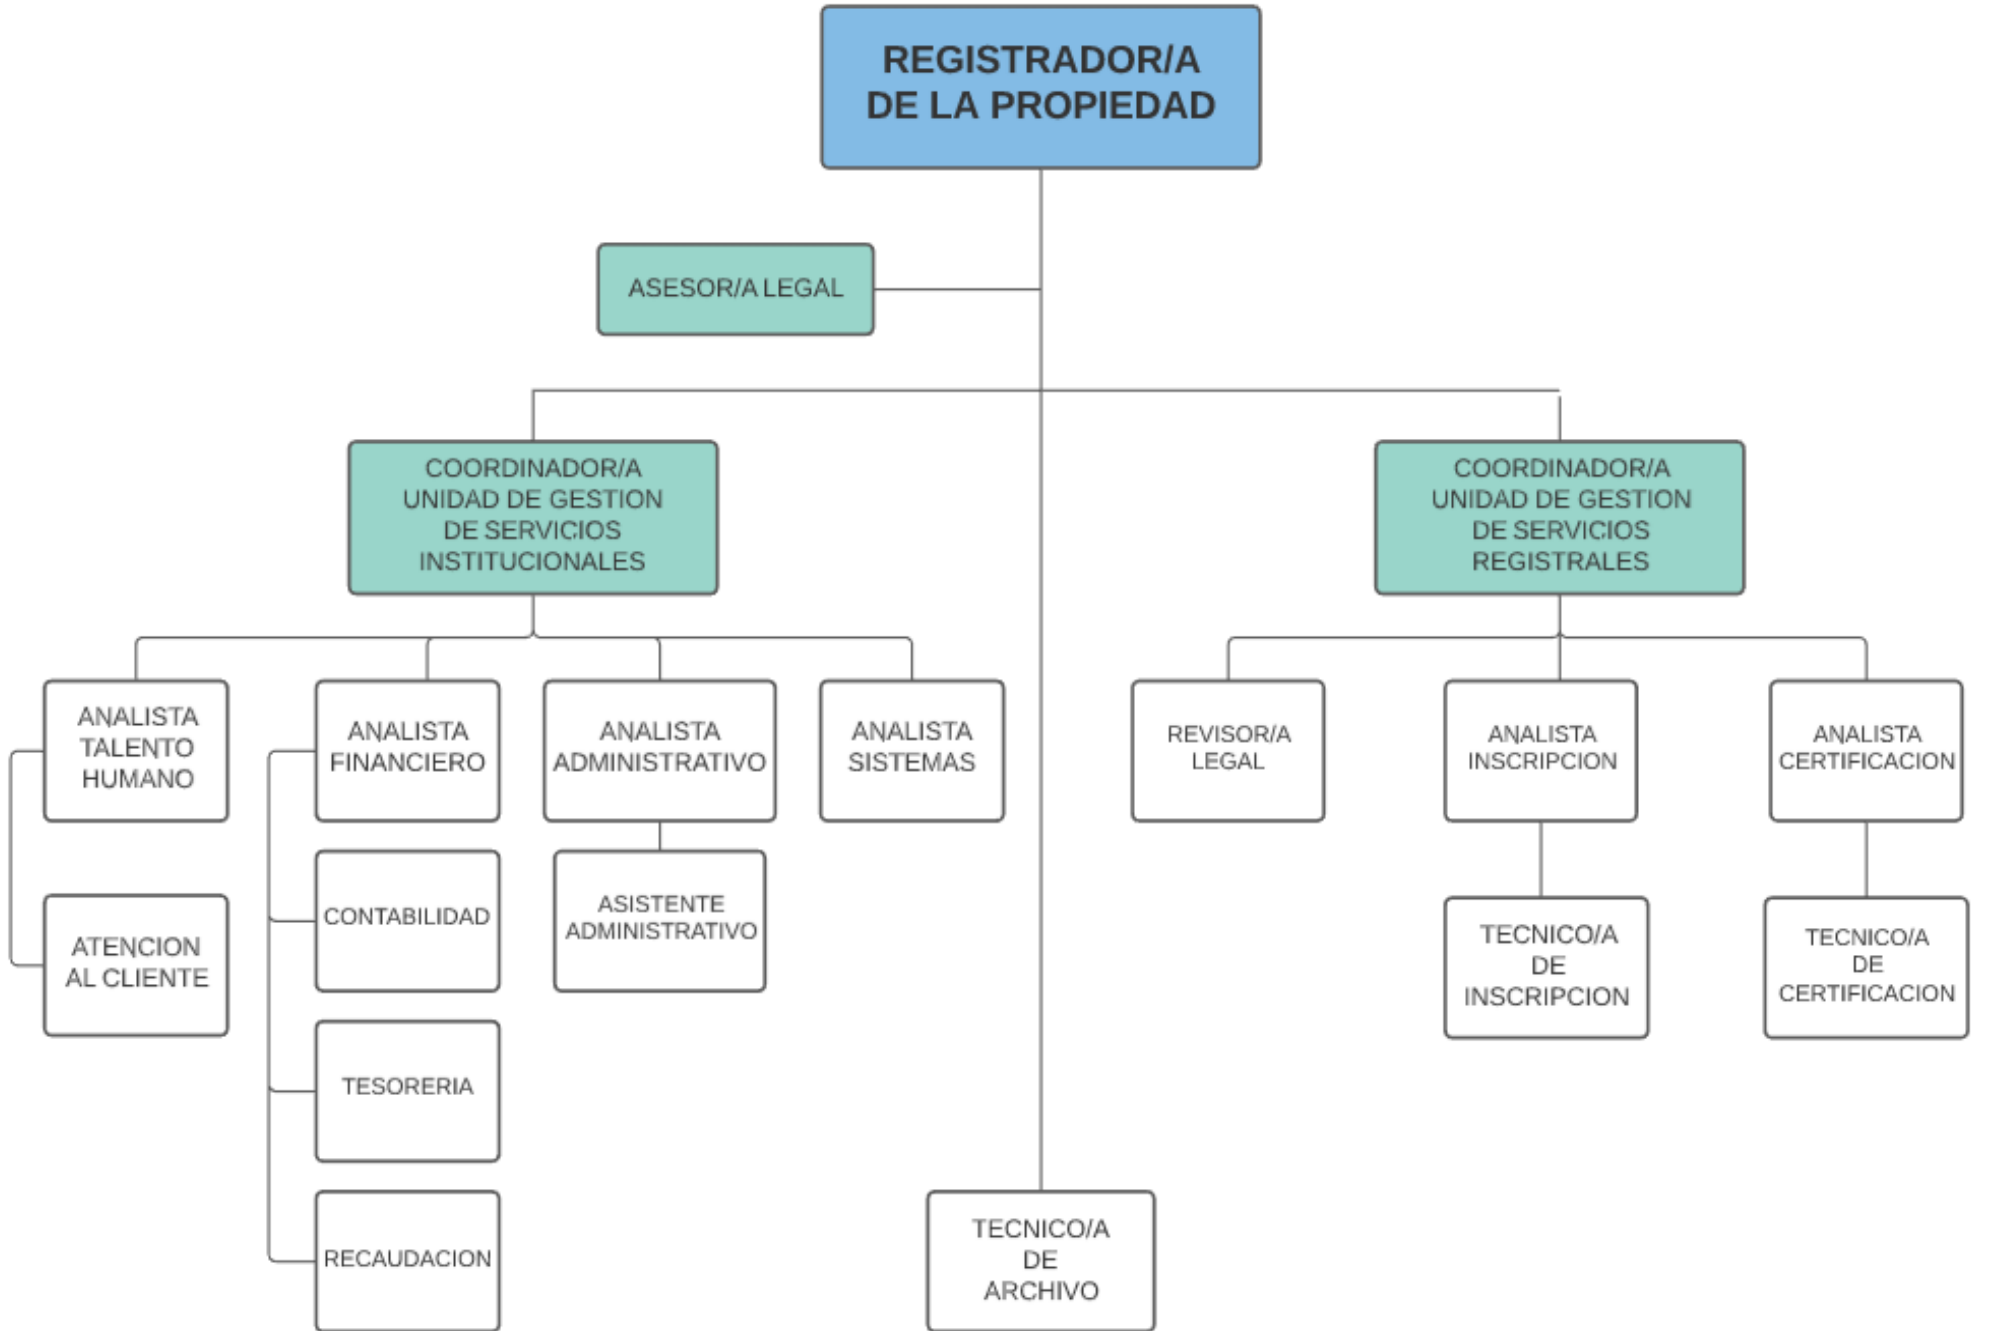 REGISTRADOR/A
DE LA PROPIEDAD
ASESOR/A LEGAL
COORDINADOR/A
UNIDAD DE GESTION
DE SERVICIOS
INSTITUCIONALES
COORDINADOR/A
UNIDAD DE GESTION
DE SERVICIOS
REGISTRALES
ANALISTA
TALENTO
HUMANO
ANALISTA
FINANCIERO
ANALISTA
ADMINISTRATIVO
ANALISTA
SISTEMAS
REVISOR/A
LEGAL
ANALISTA
INSCRIPCION
ANALISTA
CERTIFICACION
ATENCION
AL CLIENTE
CONTABILIDAD
ASISTENTE
ADMINISTRATIVO
TECNICO/A
DE
INSCRIPCION
TECNICO/A
DE
CERTIFICACION
TESORERIA
RECAUDACION
TECNICO/A
DE
ARCHIVO